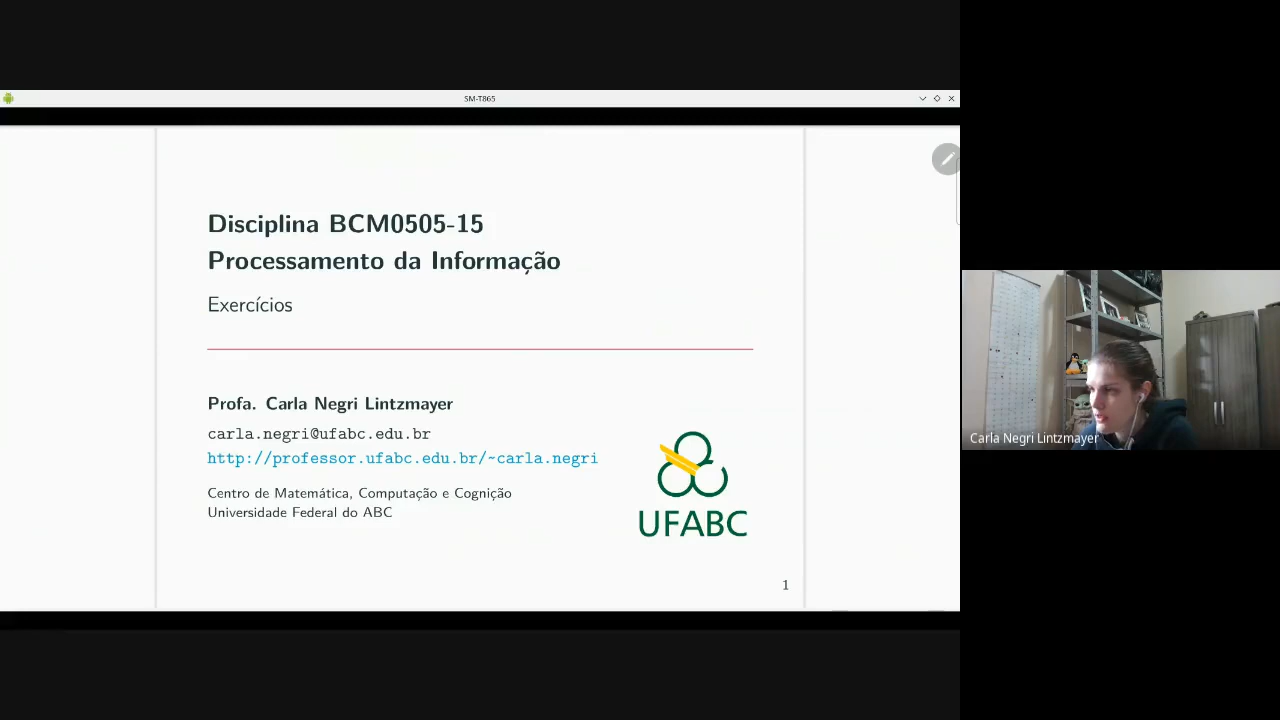 SM-T865
Disciplina BCM0505-15
Processamento da Informação
Exercícios
Profa. Carla Negri Lintzmayer
carla.negri@ufabc.edu.br
http://professor.ufabc.edu.br/~carla.negri
Centro de Matemática, Computação e Cognição
Universidade Federal do ABC
UFABC
1
Carla Negri Lintzmayer